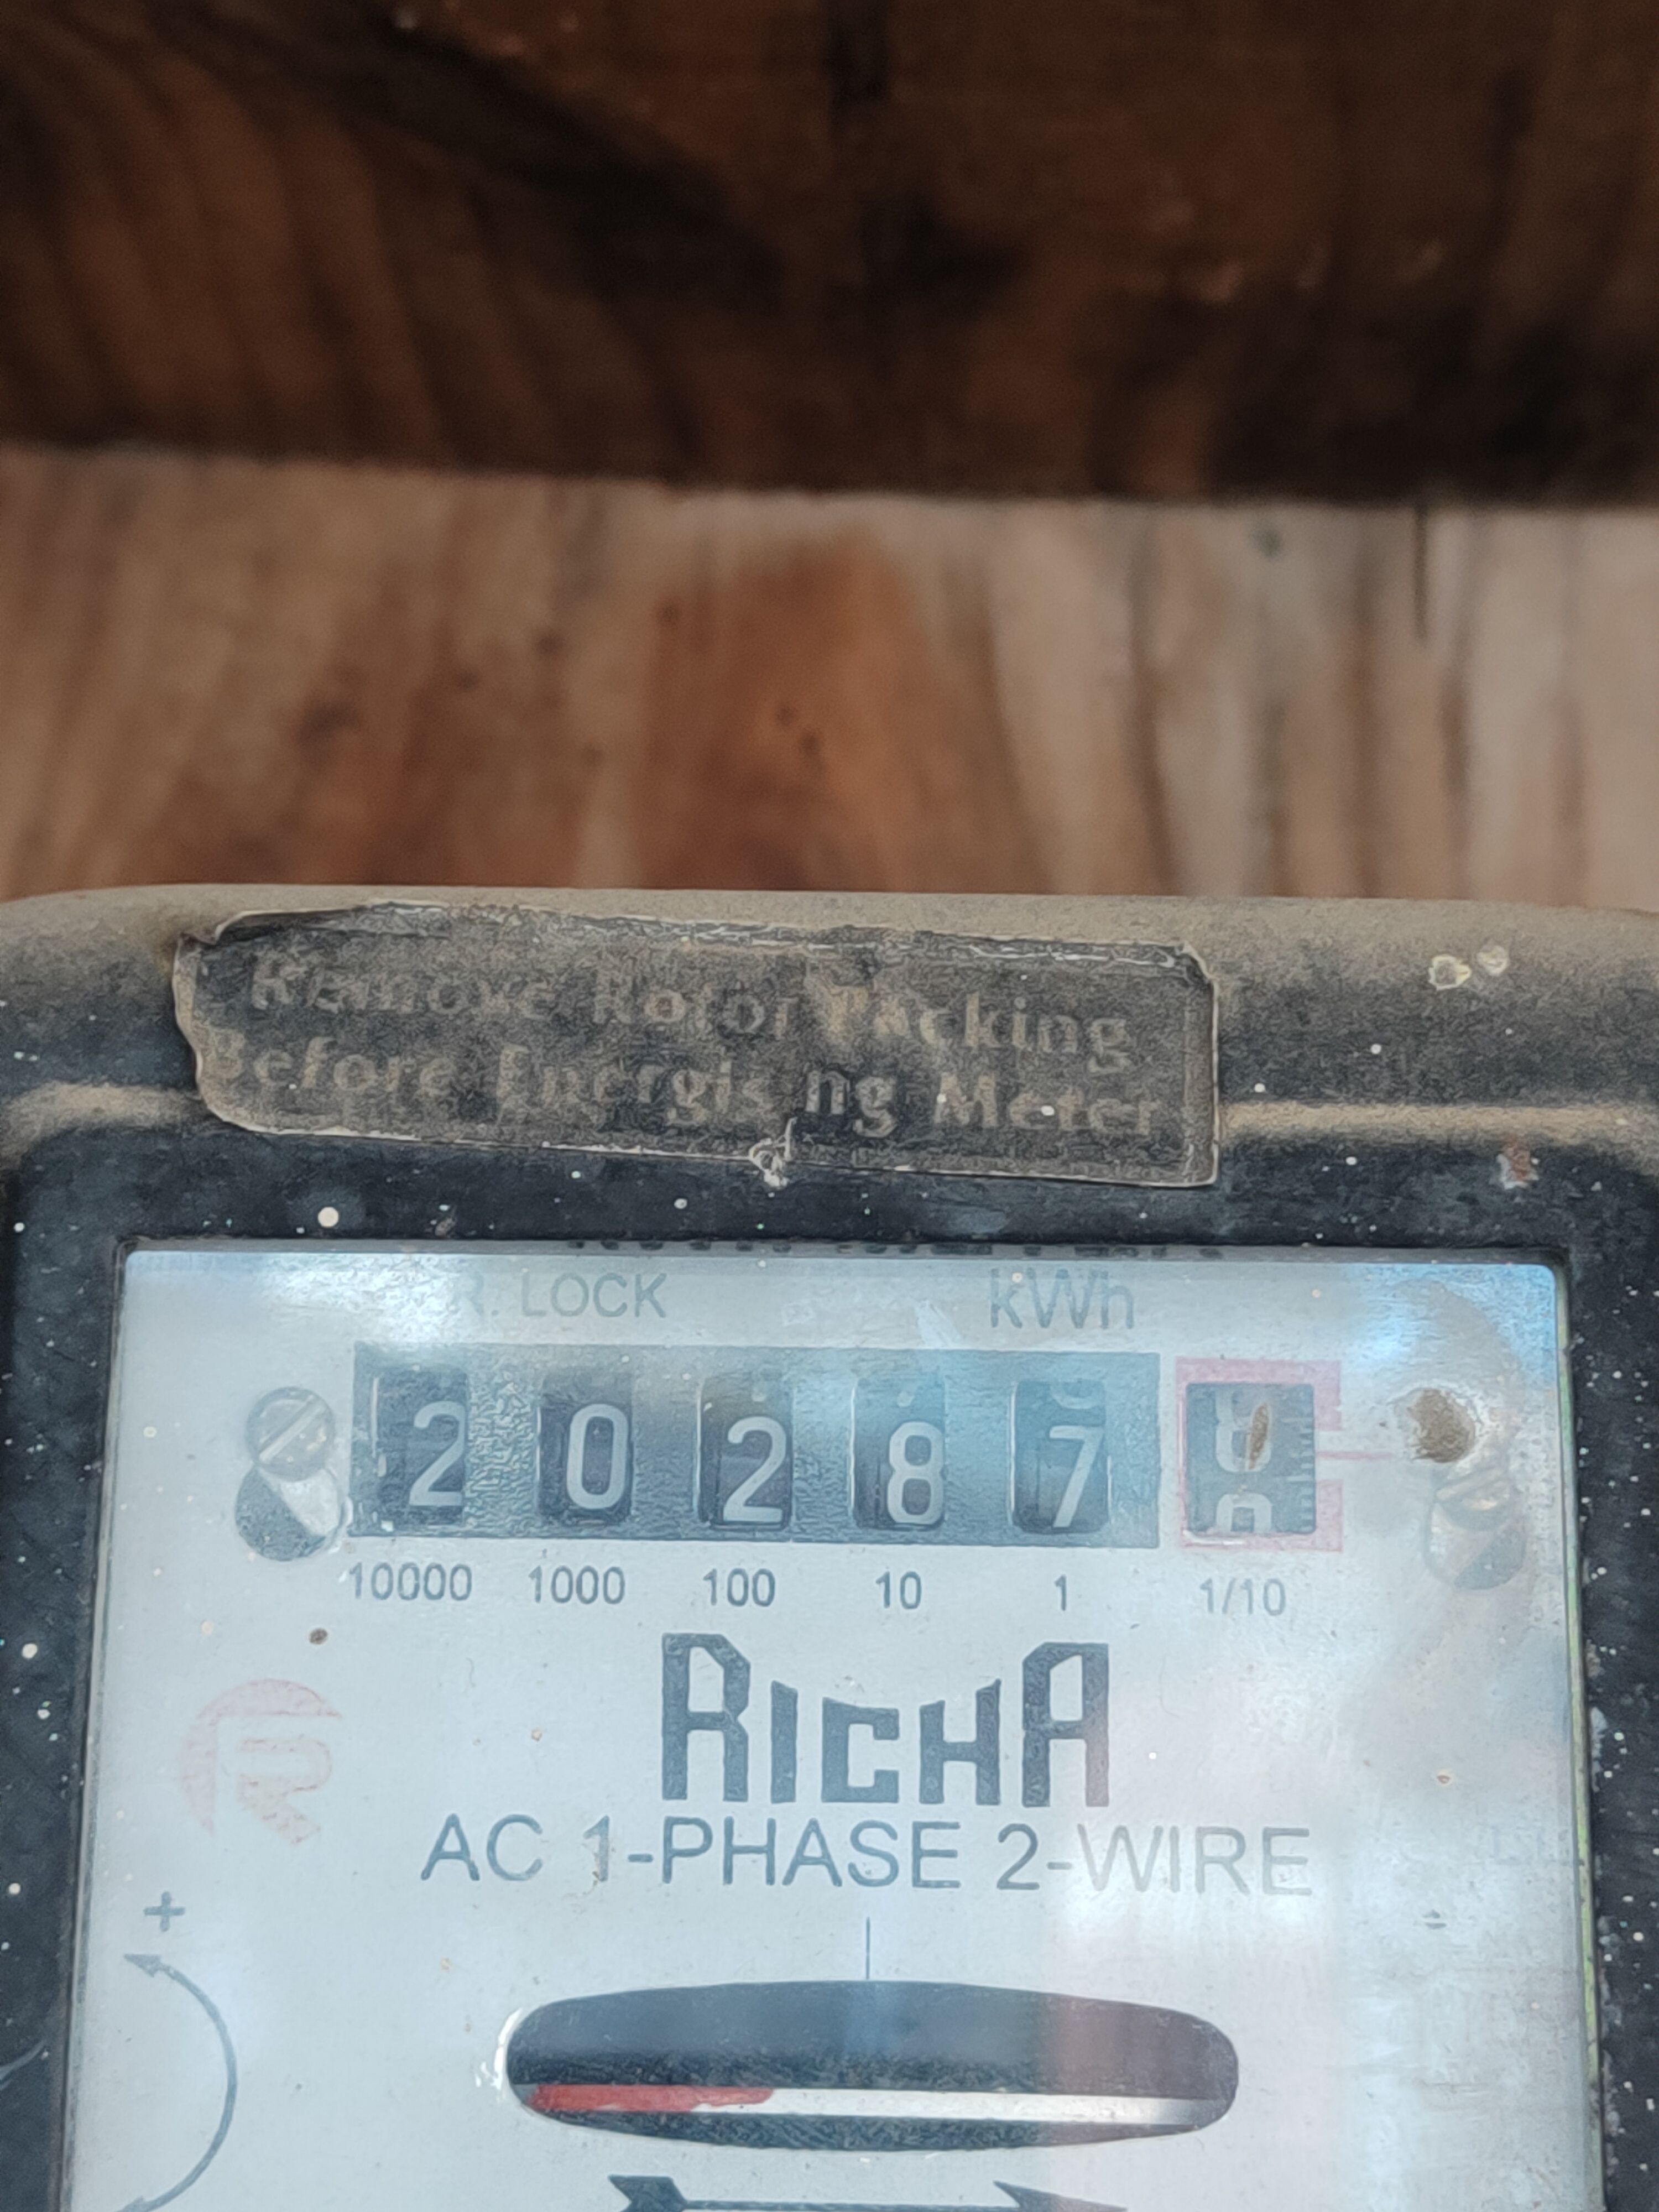 Remove Rotor Packing
Before Energising Meter
R. LOCK kWh
2 0 2 8 7
10000 1000 100 10 1 1/10
R
RICHA
AC 1-PHASE 2-WIRE
+
-